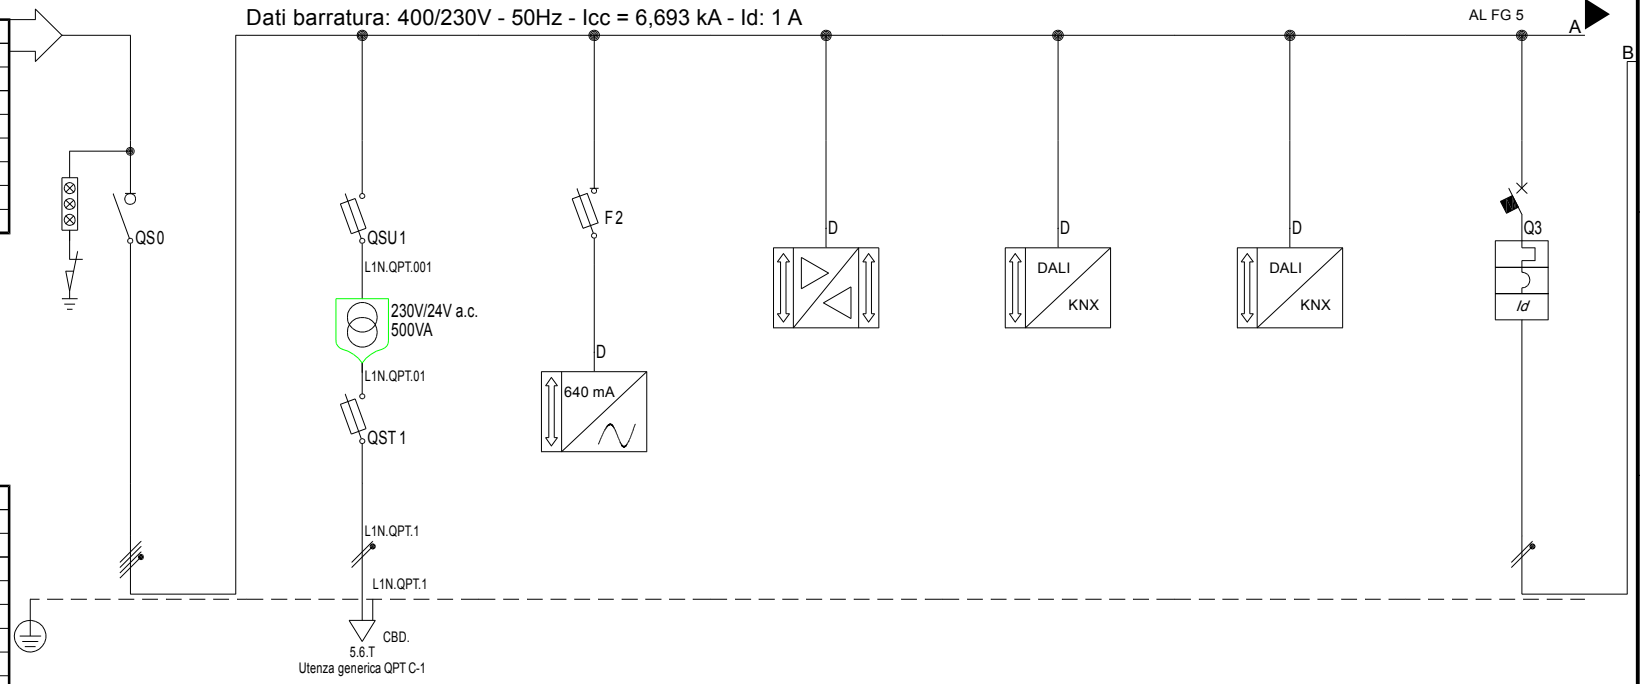 Dati barratura: 400/230V - 50Hz - Icc = 6,693 kA - Id: 1 A
AL FG 5
A
B
QS0
QSU1
L1N.QPT.001
230V/24V a.c.
500VA
L1N.QPT.01
QST1
L1N.QPT.1
L1N.QPT.1
CBD.
5.6.T
Utenza generica QPT C-1
F2
D
640 mA
D
D
DALI
KNX
D
DALI
KNX
Q3
Id